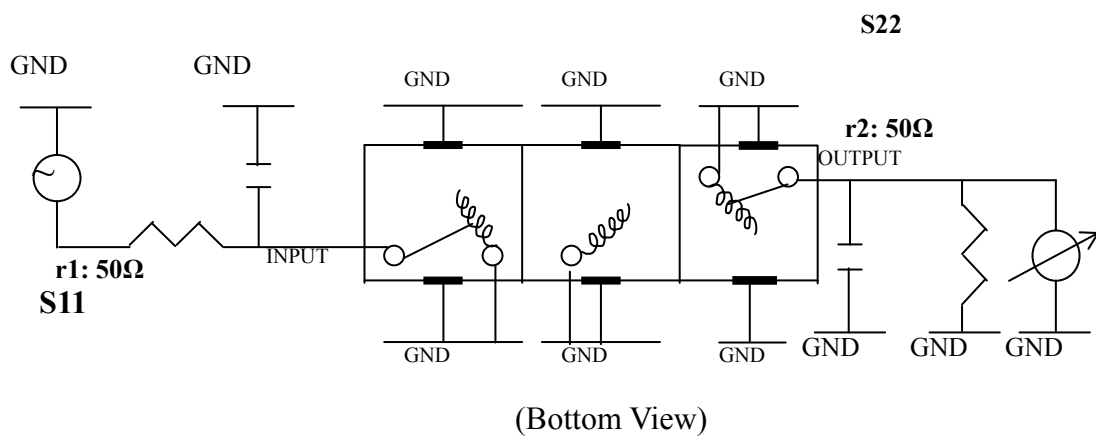 S22
GND
GND
GND
GND
GND
r2: 50Ω
OUTPUT
INPUT
r1: 50Ω
S11
GND
GND
GND
GND
GND
GND
(Bottom View)